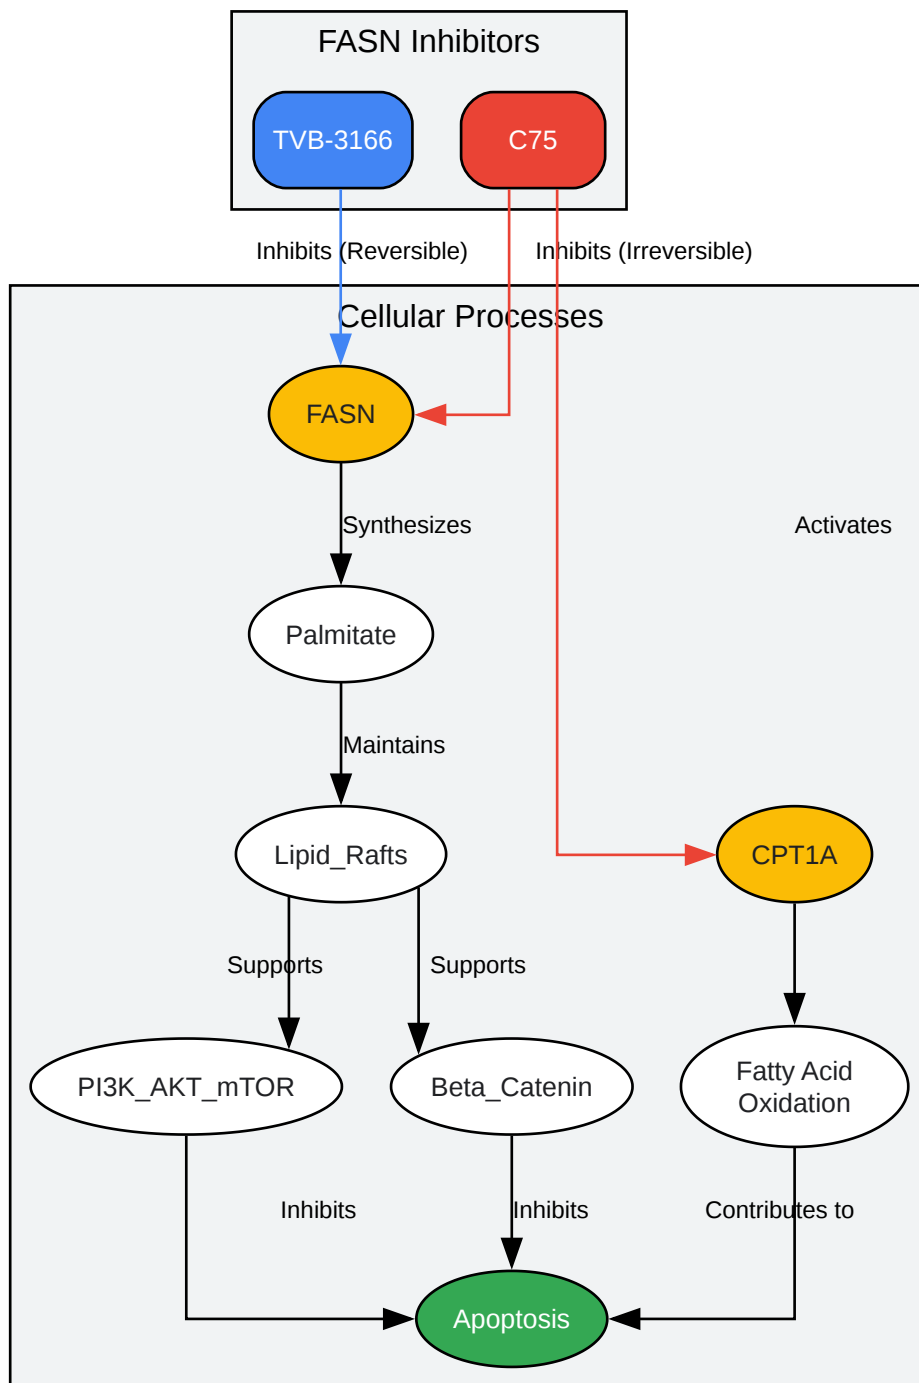 FASN Inhibitors
TVB-3166
C75
Inhibits (Reversible)
Inhibits (Irreversible)
Cellular Processes
FASN
Synthesizes
Activates
Palmitate
Maintains
Lipid_Rafts
CPT1A
Supports
Supports
PI3K_AKT_mTOR
Beta_Catenin
Fatty Acid
Oxidation
Inhibits
Inhibits
Contributes to
Apoptosis